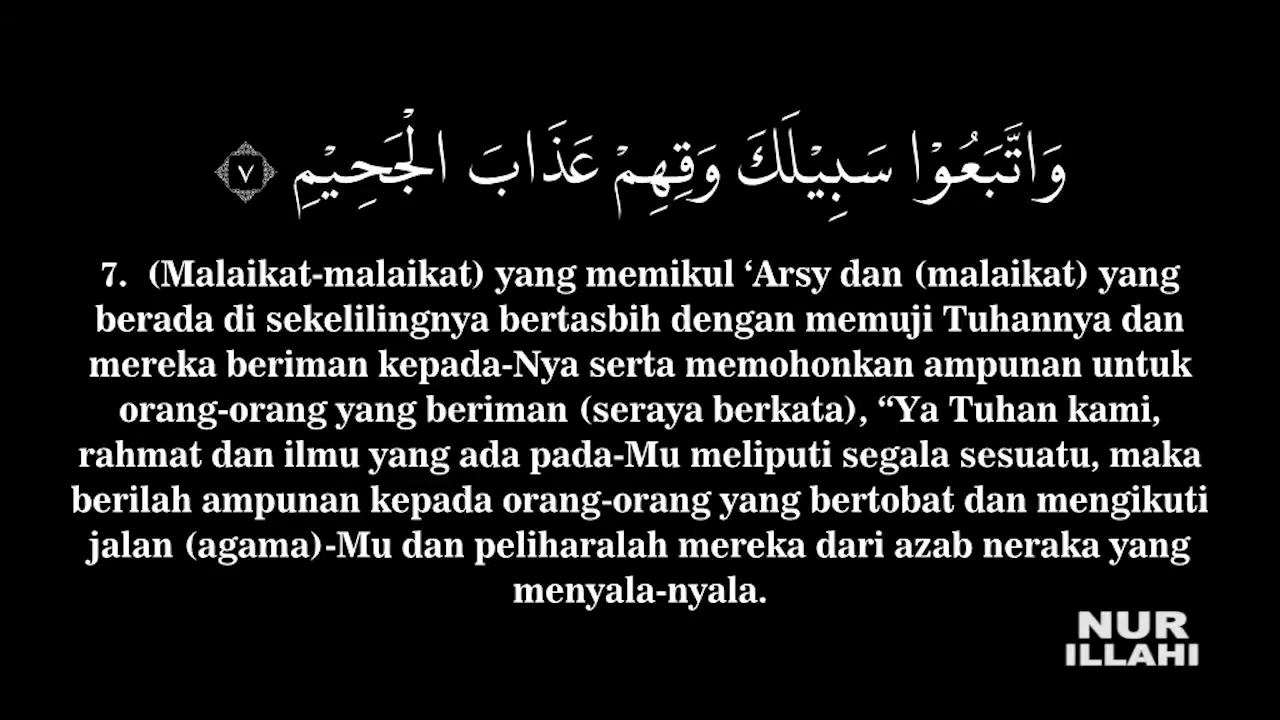 وَاتَّبَعُوْا سَبِيْلَكَ وَقِهِمْ عَذَابَ الْجَحِيْمِ ٧
7. (Malaikat-malaikat) yang memikul ‘Arsy dan (malaikat) yang
berada di sekelilingnya bertasbih dengan memuji Tuhannya dan
mereka beriman kepada-Nya serta memohonkan ampunan untuk
orang-orang yang beriman (seraya berkata), “Ya Tuhan kami,
rahmat dan ilmu yang ada pada-Mu meliputi segala sesuatu, maka
berilah ampunan kepada orang-orang yang bertobat dan mengikuti
jalan (agama)-Mu dan peliharalah mereka dari azab neraka yang
menyala-nyala.
NUR
ILLAHI